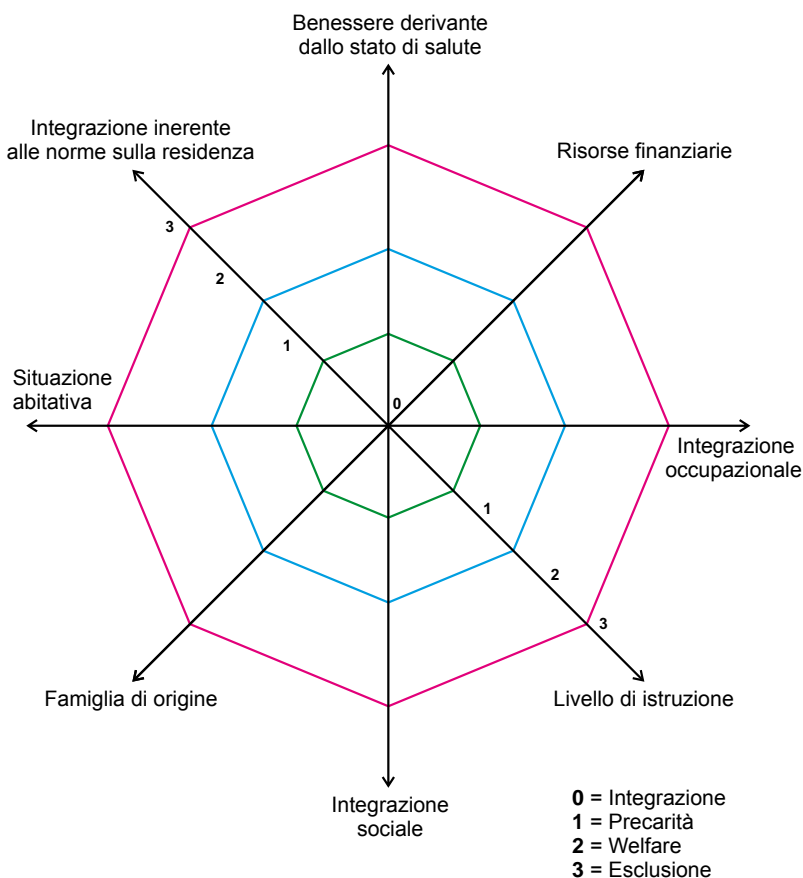 Benessere derivante
dallo stato di salute
Integrazione inerente
alle norme sulla residenza
Risorse finanziarie
3
2
1
0
Situazione
abitativa
Integrazione
occupazionale
1
2
3
Famiglia di origine
Livello di istruzione
Integrazione
sociale
0 = Integrazione
1 = Precarità
2 = Welfare
3 = Esclusione